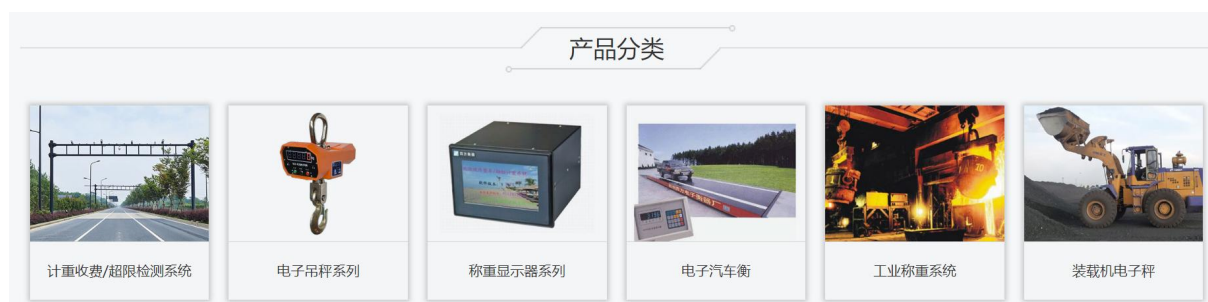 产品分类
计重收费/超限检测系统
电子吊秤系列
称重显示器系列
电子汽车衡
工业称重系统
装载机电子秤